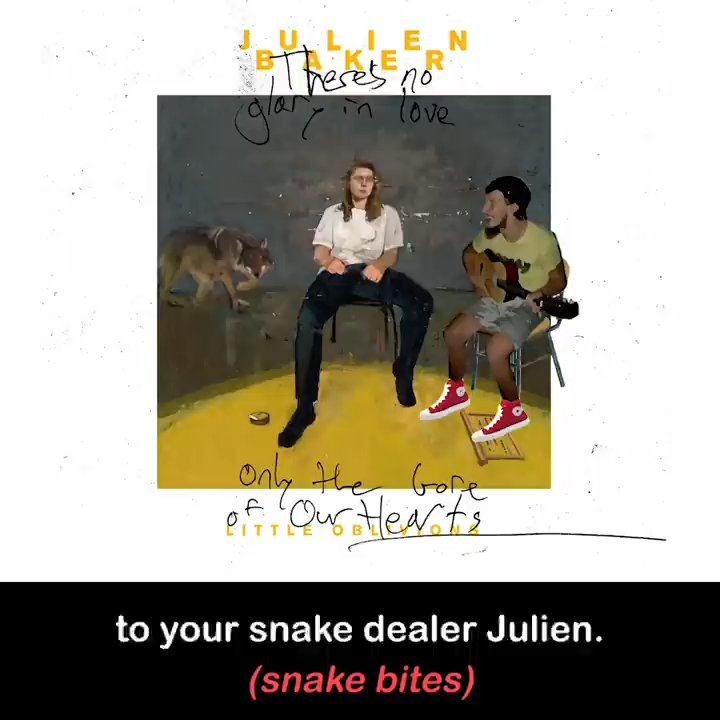 JULIEN
BAKER
There's no
glory in love
Only the Gore
of Our Hearts
LITTLE OBLIVIONS
to your snake dealer Julien.
(snake bites)